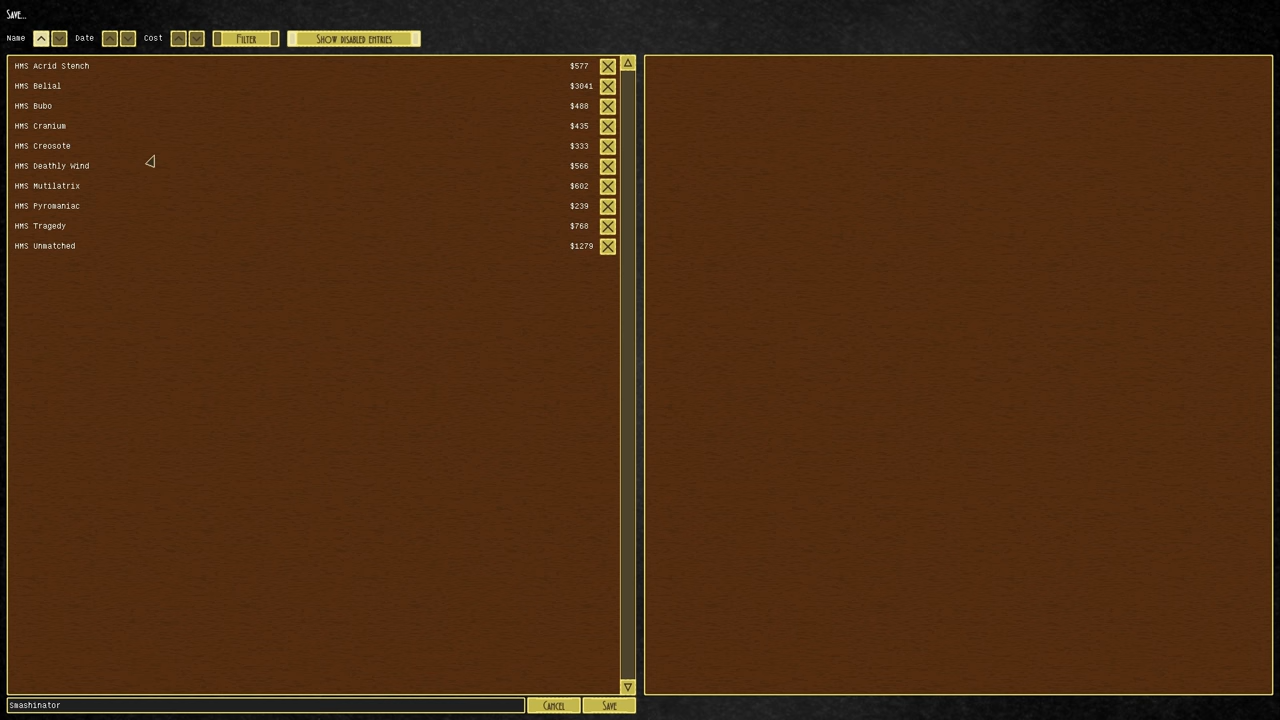 Save...
Name Date Cost Filter Show disabled entries
HMS Acrid Stench $577
HMS Belial $3041
HMS Bubo $488
HMS Cranium $435
HMS Creosote $333
HMS Deathly Wind $566
HMS Mutilatrix $602
HMS Pyromaniac $239
HMS Tragedy $768
HMS Unmatched $1279
Smashinator Cancel Save